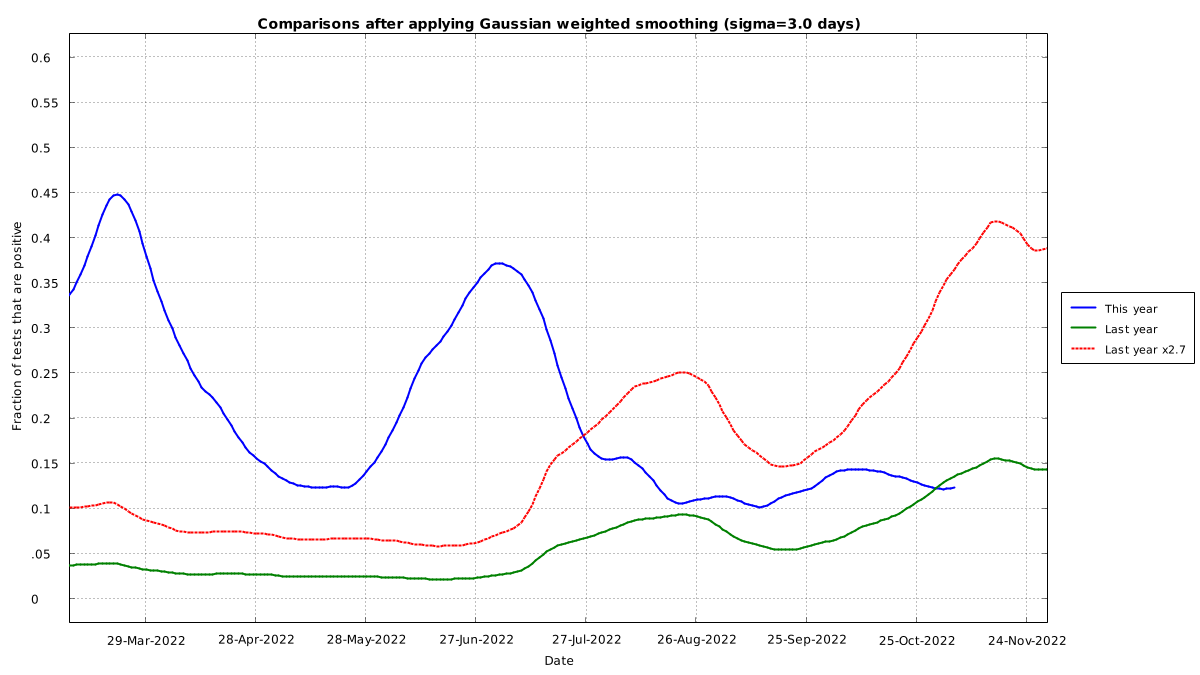 Comparisons after applying Gaussian weighted smoothing (sigma=3.0 days)
0.6
0.55
0.5
0.45
0.4
0.35
0.3
0.25
0.2
0.15
0.1
.05
0
Fraction of tests that are positive
29-Mar-2022 28-Apr-2022 28-May-2022 27-Jun-2022 27-Jul-2022 26-Aug-2022 25-Sep-2022 25-Oct-2022 24-Nov-2022
Date
This year
Last year
Last year x2.7